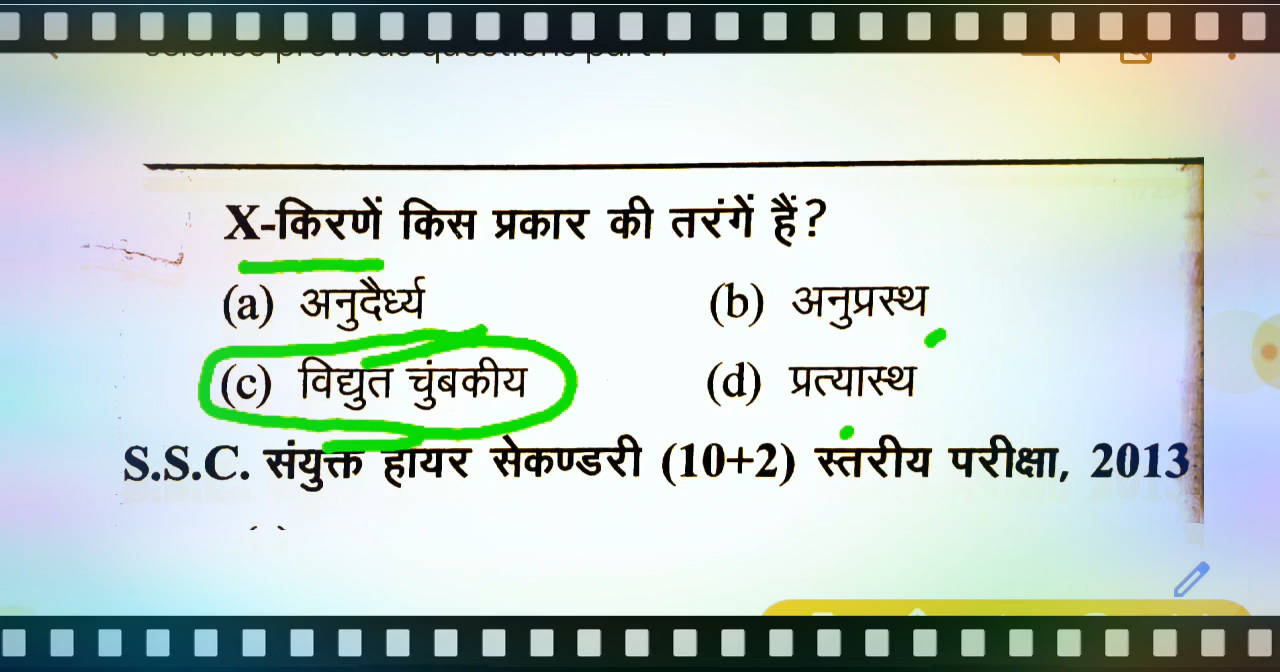 X-किरणें किस प्रकार की तरंगें हैं?
(a) अनुदैर्ध्य (b) अनुप्रस्थ
(c) विद्युत चुंबकीय (d) प्रत्यास्थ
S.S.C. संयुक्त हायर सेकण्डरी (10+2) स्तरीय परीक्षा, 2013